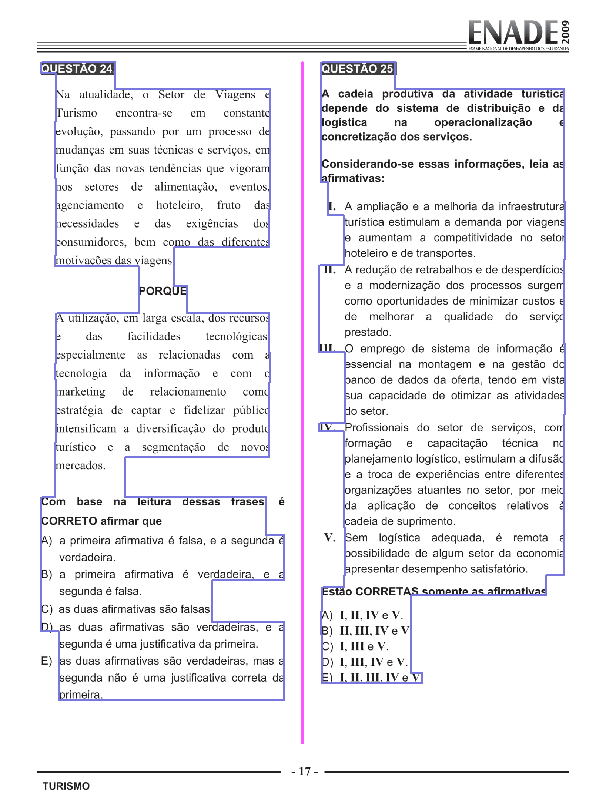 ENADE 2009
EXAME NACIONAL DE DESEMPENHO DOS ESTUDANTES
QUESTÃO 24
Na atualidade, o Setor de Viagens e
Turismo encontra-se em constante
evolução, passando por um processo de
mudanças em suas técnicas e serviços, em
função das novas tendências que vigoram
nos setores de alimentação, eventos,
agenciamento e hoteleiro, fruto das
necessidades e das exigências dos
consumidores, bem como das diferentes
motivações das viagens
PORQUE
A utilização, em larga escala, dos recursos
e das facilidades tecnológicas,
especialmente as relacionadas com a
tecnologia da informação e com o
marketing de relacionamento como
estratégia de captar e fidelizar público
intensificam a diversificação do produto
turístico e a segmentação de novos
mercados.
Com base na leitura dessas frases, é
CORRETO afirmar que
A) a primeira afirmativa é falsa, e a segunda é
verdadeira.
B) a primeira afirmativa é verdadeira, e a
segunda é falsa.
C) as duas afirmativas são falsas.
D) as duas afirmativas são verdadeiras, e a
segunda é uma justificativa da primeira.
E) as duas afirmativas são verdadeiras, mas a
segunda não é uma justificativa correta da
primeira.
QUESTÃO 25
A cadeia produtiva da atividade turística
depende do sistema de distribuição e da
logística na operacionalização e
concretização dos serviços.
Considerando-se essas informações, leia as
afirmativas:
I. A ampliação e a melhoria da infraestrutura
turística estimulam a demanda por viagens
e aumentam a competitividade no setor
hoteleiro e de transportes.
II. A redução de retrabalhos e de desperdícios
e a modernização dos processos surgem
como oportunidades de minimizar custos e
de melhorar a qualidade do serviço
prestado.
III. O emprego de sistema de informação é
essencial na montagem e na gestão do
banco de dados da oferta, tendo em vista
sua capacidade de otimizar as atividades
do setor.
IV. Profissionais do setor de serviços, com
formação e capacitação técnica no
planejamento logístico, estimulam a difusão
e a troca de experiências entre diferentes
organizações atuantes no setor, por meio
da aplicação de conceitos relativos à
cadeia de suprimento.
V. Sem logística adequada, é remota a
possibilidade de algum setor da economia
apresentar desempenho satisfatório.
Estão CORRETAS somente as afirmativas
A) I, II, IV e V.
B) II, III, IV e V.
C) I, III e V.
D) I, III, IV e V.
E) I, II, III, IV e V.
- 17 -
TURISMO